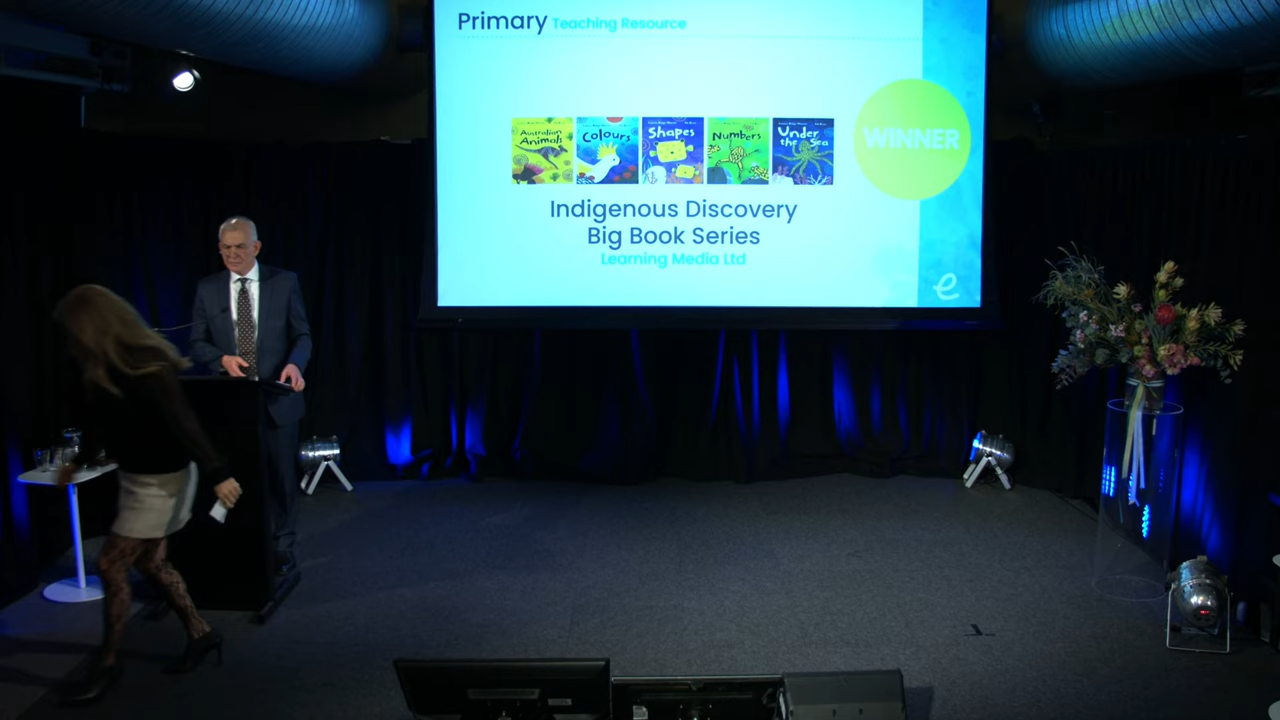 Primary Teaching Resource
Australian Animals
Colours
Shapes
Numbers
Under the Sea
WINNER
Indigenous Discovery
Big Book Series
Learning Media Ltd
e